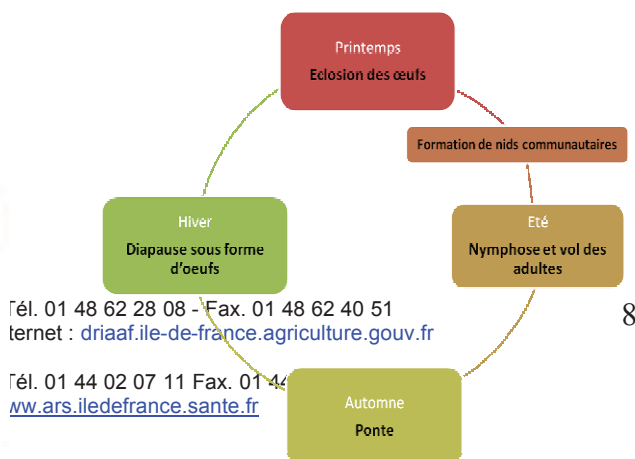 Printemps
Eclosion des œufs
Formation de nids communautaires
Hiver
Diapause sous forme
d'oeufs
Eté
Nymphose et vol des
adultes
Tél. 01 48 62 28 08 - Fax. 01 48 62 40 51
ternet : driaaf.ile-de-france.agriculture.gouv.fr
8
Tél. 01 44 02 07 11 Fax. 01 44
ww.ars.iledefrance.sante.fr
Automne
Ponte